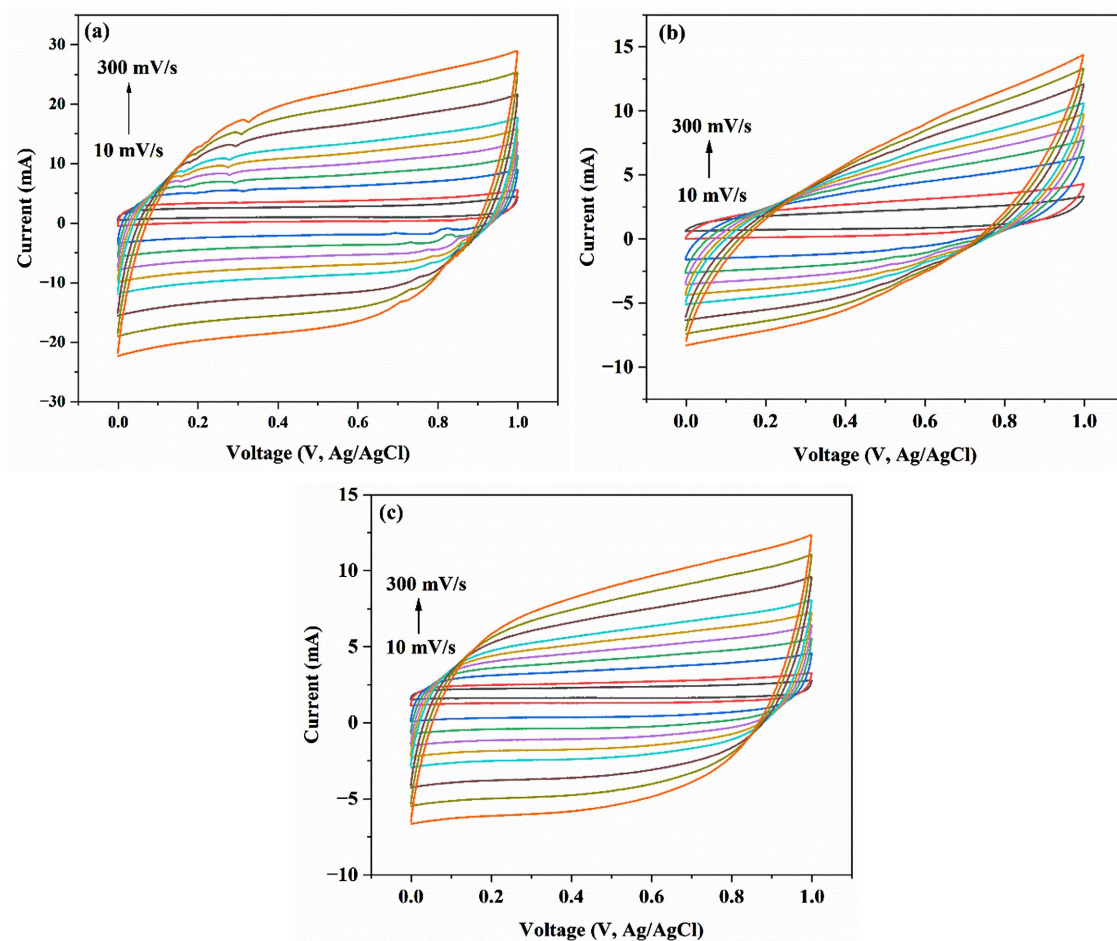 (a)
300 mV/s
10 mV/s
30
20
10
0
−10
−20
−30
0.0 0.2 0.4 0.6 0.8 1.0
Current (mA)
Voltage (V, Ag/AgCl)
(b)
300 mV/s
10 mV/s
15
10
5
0
−5
−10
0.0 0.2 0.4 0.6 0.8 1.0
Current (mA)
Voltage (V, Ag/AgCl)
(c)
300 mV/s
10 mV/s
15
10
5
0
−5
−10
0.0 0.2 0.4 0.6 0.8 1.0
Current (mA)
Voltage (V, Ag/AgCl)